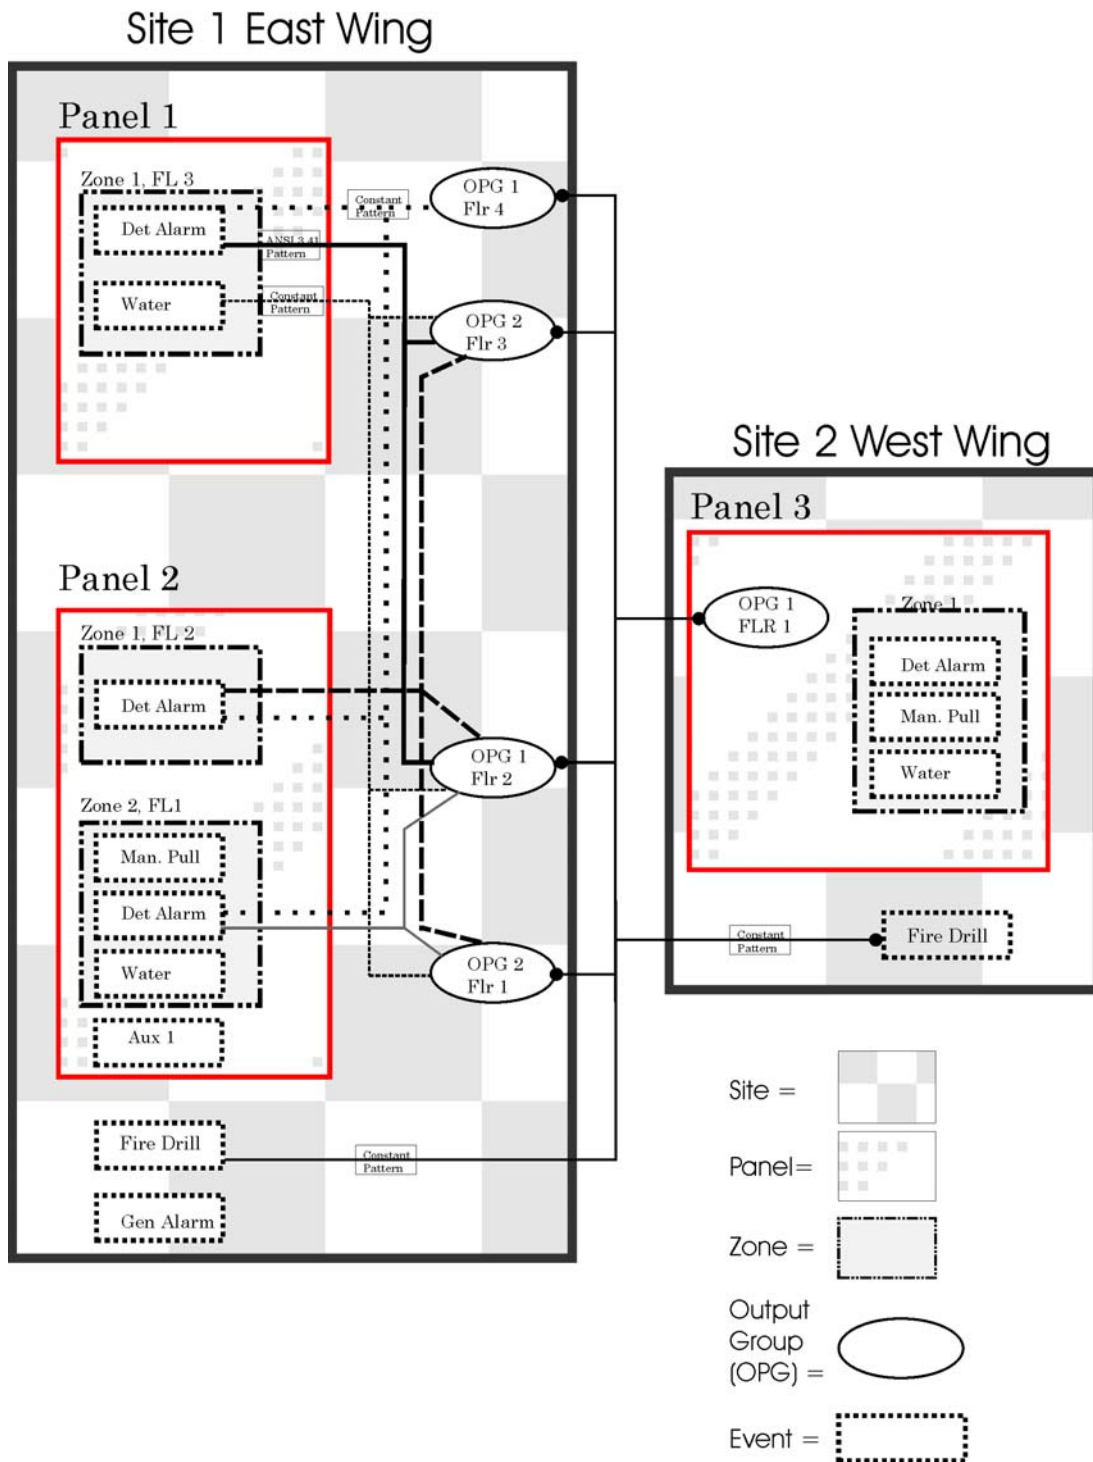 Site 1 East Wing
Panel 1
Zone 1, FL 3
Det Alarm
Water
Constant
Pattern
ANSI 3.41
Pattern
Constant
Pattern
OPG 1
Flr 4
OPG 2
Flr 3
Panel 2
Zone 1, FL 2
Det Alarm
Zone 2, FL1
Man. Pull
Det Alarm
Water
Aux 1
OPG 1
Flr 2
OPG 2
Flr 1
Fire Drill
Constant
Pattern
Gen Alarm
Site 2 West Wing
Panel 3
OPG 1
FLR 1
Zone 1
Det Alarm
Man. Pull
Water
Constant
Pattern
Fire Drill
Site =
Panel=
Zone =
Output
Group
(OPG) =
Event =